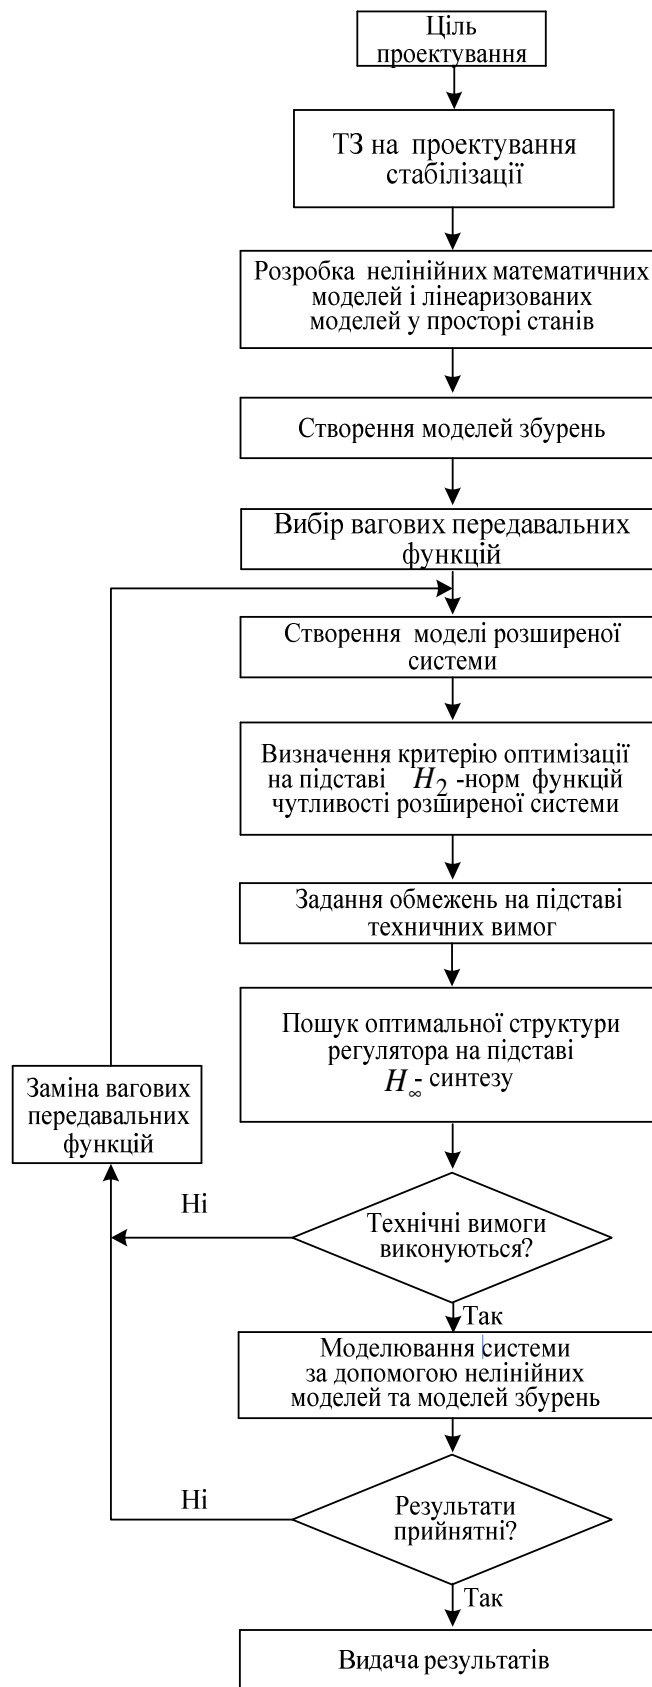 Ціль
проектування
ТЗ на проектування
стабілізації
Розробка нелінійних математичних
моделей і лінеаризованих
моделей у просторі станів
Створення моделей збурень
Вибір вагових передавальних
функцій
Створення моделі розширеної
системи
Визначення критерію оптимізації
на підставі H₂ -норм функцій
чутливості розширеної системи
Задання обмежень на підставі
техничних вимог
Пошук оптимальної структури
регулятора на підставі
H∞- синтезу
Заміна вагових
передавальних
функцій
Ні
Технічні вимоги
виконуються?
Так
Моделювання системи
за допомогою нелінійних
моделей та моделей збурень
Ні
Результати
прийнятні?
Так
Видача результатів